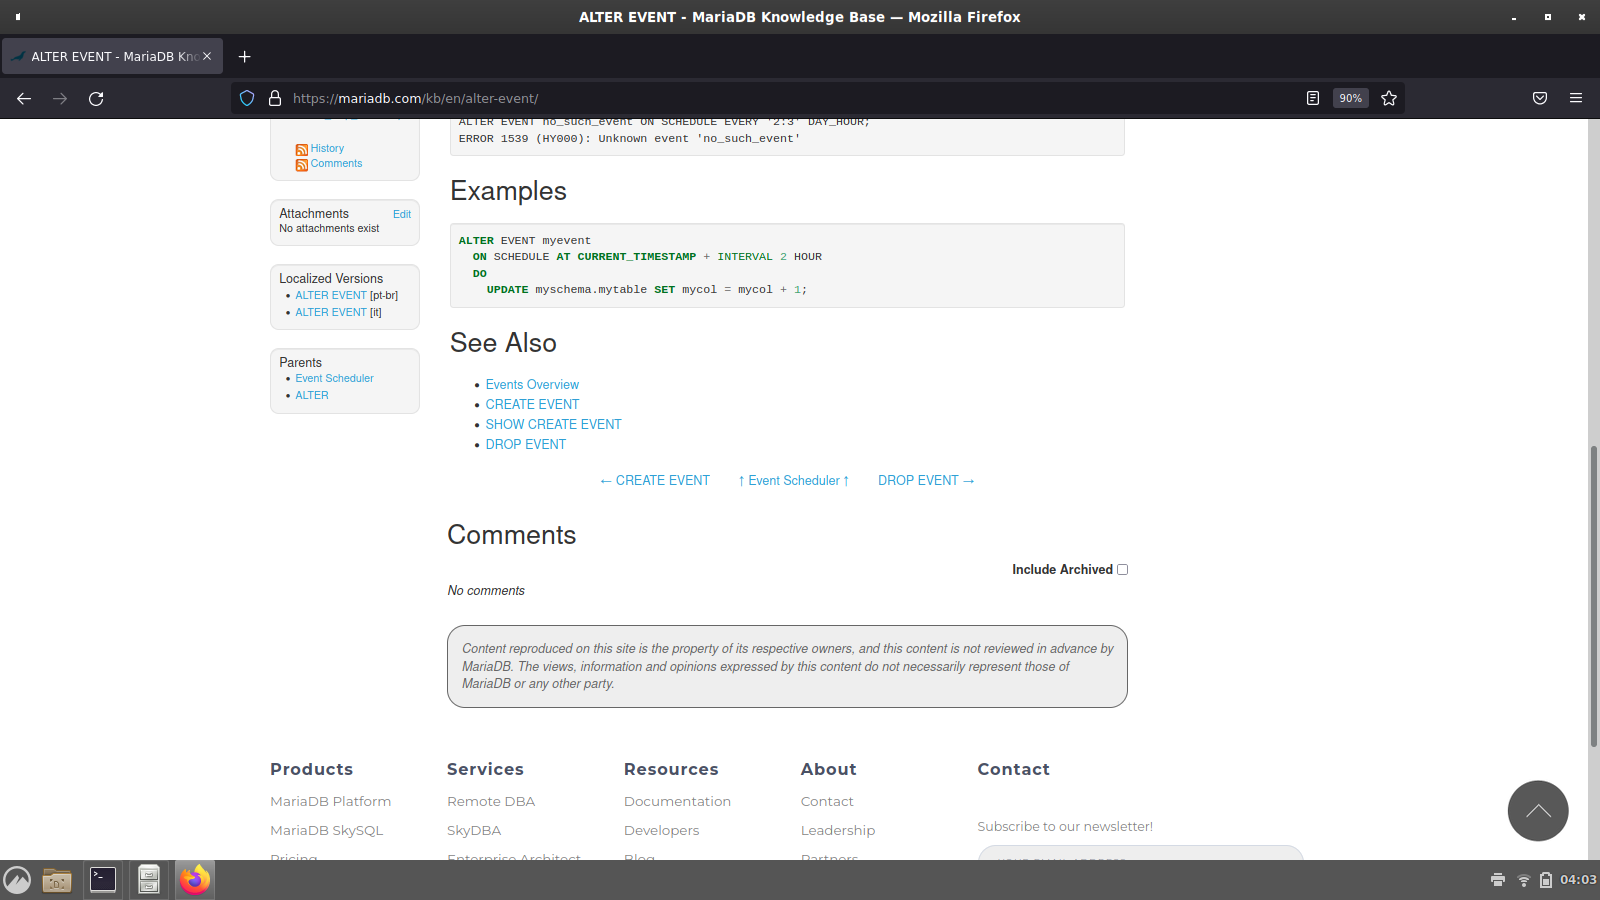 ALTER EVENT - MariaDB Knowledge Base — Mozilla Firefox
ALTER EVENT - MariaDB Kno
https://mariadb.com/kb/en/alter-event/
90%
History
Comments
Attachments
Edit
No attachments exist
Localized Versions
ALTER EVENT [pt-br]
ALTER EVENT [it]
Parents
Event Scheduler
ALTER
ALTER EVENT no_such_event ON SCHEDULE EVERY '2:3' DAY_HOUR;
ERROR 1539 (HY000): Unknown event 'no_such_event'
Examples
ALTER EVENT myevent
ON SCHEDULE AT CURRENT_TIMESTAMP + INTERVAL 2 HOUR
DO
UPDATE myschema.mytable SET mycol = mycol + 1;
See Also
Events Overview
CREATE EVENT
SHOW CREATE EVENT
DROP EVENT
← CREATE EVENT ↑ Event Scheduler ↑ DROP EVENT →
Comments
Include Archived
No comments
Content reproduced on this site is the property of its respective owners, and this content is not reviewed in advance by
MariaDB. The views, information and opinions expressed by this content do not necessarily represent those of
MariaDB or any other party.
Products
MariaDB Platform
MariaDB SkySQL
Pricing
Services
Remote DBA
SkyDBA
Enterprise Architect
Resources
Documentation
Developers
Blog
About
Contact
Leadership
Partners
Contact
Subscribe to our newsletter!
04:03